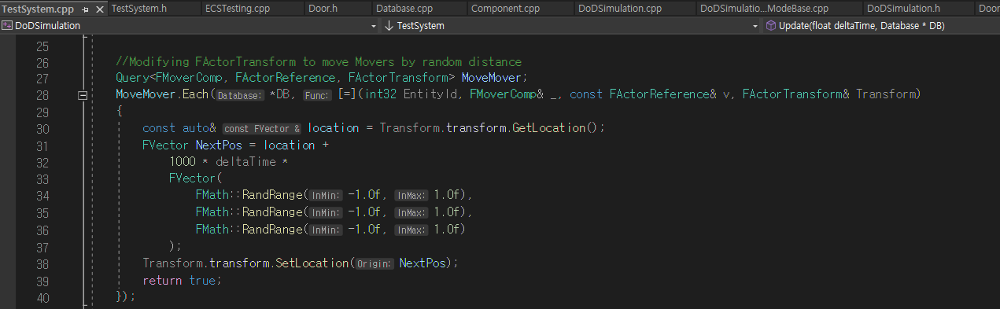 TestSystem.cpp TestSystem.h ECSTesting.cpp Door.h Database.cpp Component.cpp DoDSimulation.cpp DoDSimulatio...ModeBase.cpp DoDSimulation.h Door
DoDSimulation TestSystem Update(float deltaTime, Database * DB)
25
26 //Modifying FActorTransform to move Movers by random distance
27 Query<FMoverComp, FActorReference, FActorTransform> MoveMover;
28 MoveMover.Each(Database: *DB, Func: [=](int32 EntityId, FMoverComp& _, const FActorReference& v, FActorTransform& Transform)
29 {
30 const auto& const FVector & location = Transform.transform.GetLocation();
31 FVector NextPos = location +
32 1000 * deltaTime *
33 FVector(
34 FMath::RandRange(InMin: -1.0f, InMax: 1.0f),
35 FMath::RandRange(InMin: -1.0f, InMax: 1.0f),
36 FMath::RandRange(InMin: -1.0f, InMax: 1.0f)
37 );
38 Transform.transform.SetLocation(Origin: NextPos);
39 return true;
40 });